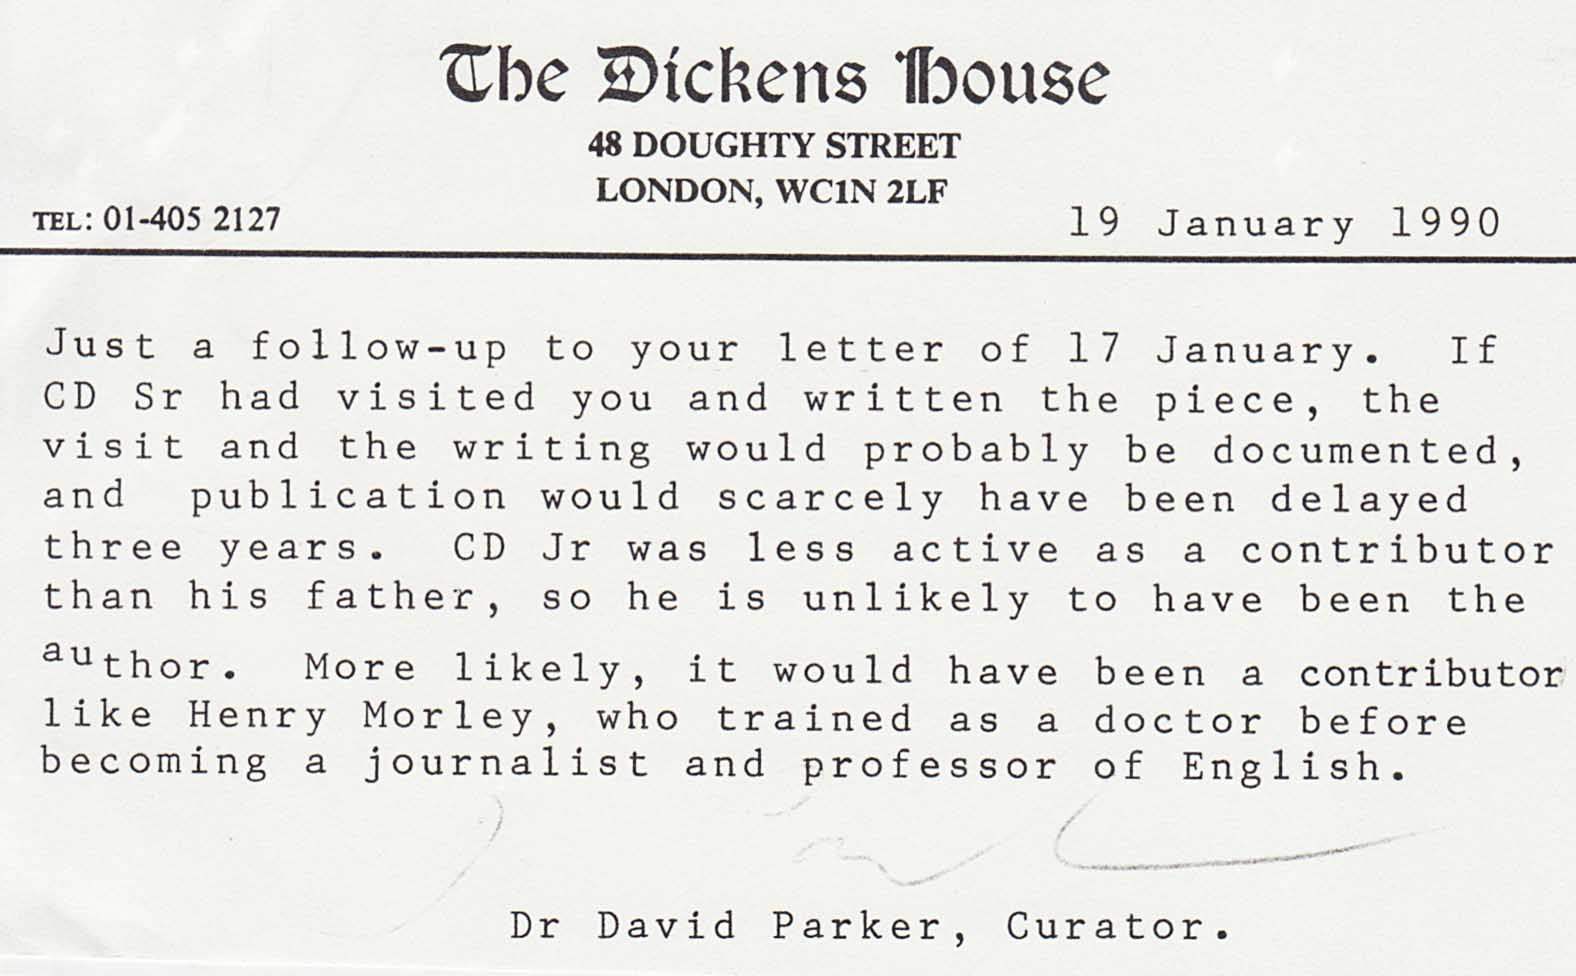 The Dickens House
48 DOUGHTY STREET
LONDON, WC1N 2LF
TEL: 01-405 2127
19 January 1990
Just a follow-up to your letter of 17 January. If
CD Sr had visited you and written the piece, the
visit and the writing would probably be documented,
and publication would scarcely have been delayed
three years. CD Jr was less active as a contributor
than his father, so he is unlikely to have been the
author. More likely, it would have been a contributor
like Henry Morley, who trained as a doctor before
becoming a journalist and professor of English.
Dr David Parker, Curator.